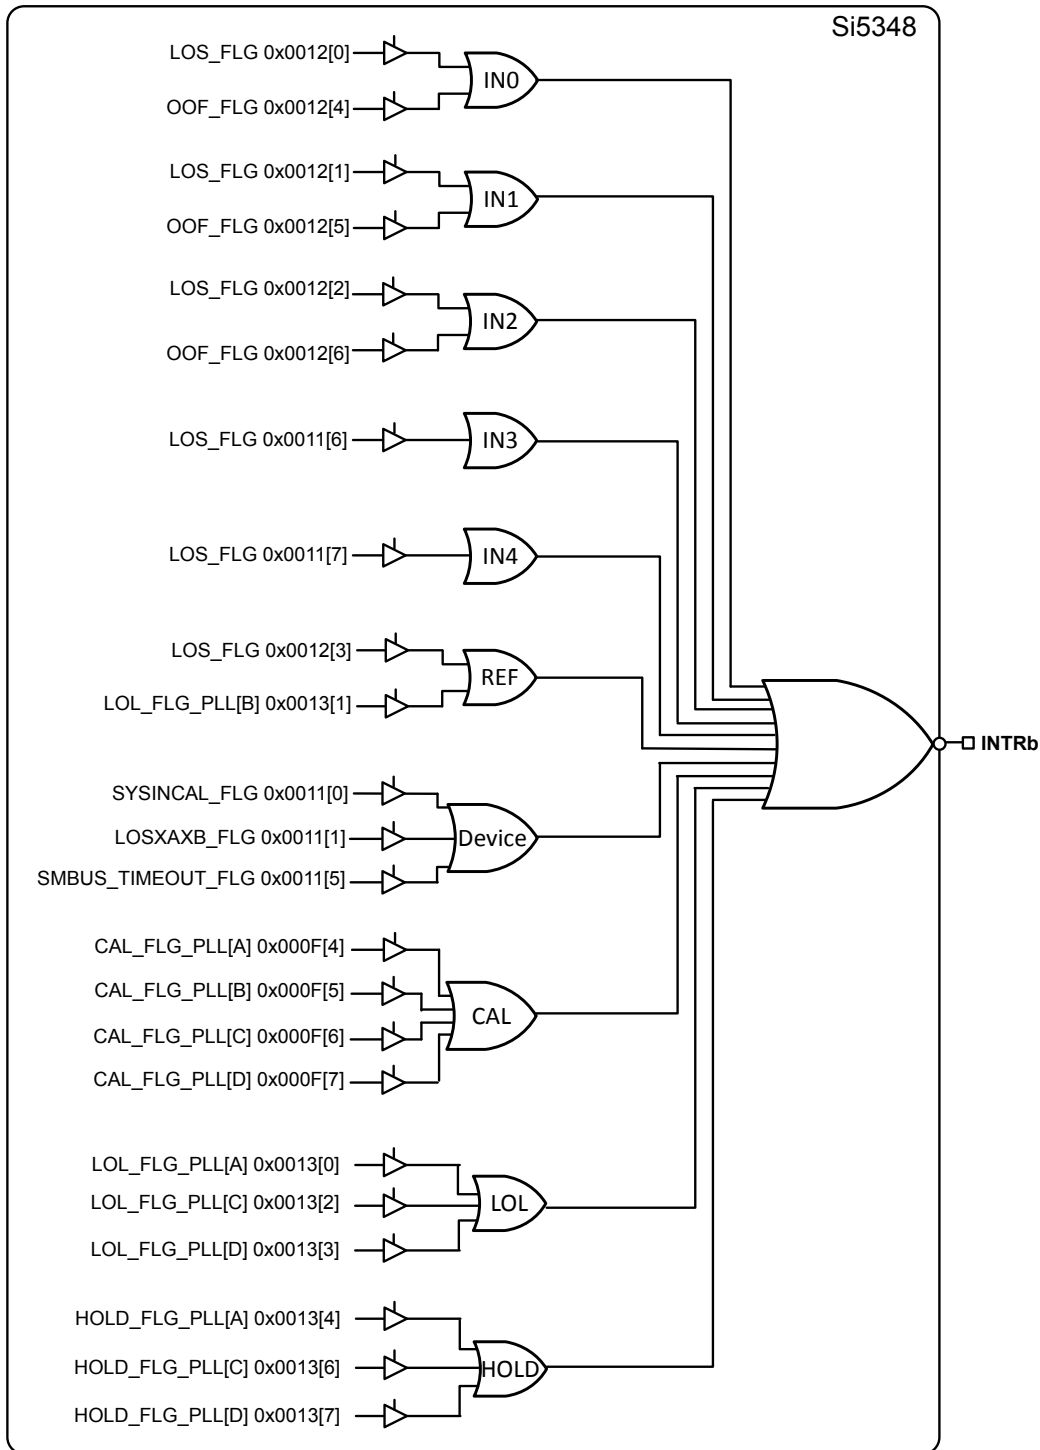 Si5348
LOS_FLG 0x0012[0]
IN0
OOF_FLG 0x0012[4]
LOS_FLG 0x0012[1]
IN1
OOF_FLG 0x0012[5]
LOS_FLG 0x0012[2]
IN2
OOF_FLG 0x0012[6]
LOS_FLG 0x0011[6]
IN3
LOS_FLG 0x0011[7]
IN4
LOS_FLG 0x0012[3]
REF
LOL_FLG_PLL[B] 0x0013[1]
INTRb
SYSINCAL_FLG 0x0011[0]
LOSXAXB_FLG 0x0011[1]
Device
SMBUS_TIMEOUT_FLG 0x0011[5]
CAL_FLG_PLL[A] 0x000F[4]
CAL_FLG_PLL[B] 0x000F[5]
CAL
CAL_FLG_PLL[C] 0x000F[6]
CAL_FLG_PLL[D] 0x000F[7]
LOL_FLG_PLL[A] 0x0013[0]
LOL_FLG_PLL[C] 0x0013[2]
LOL
LOL_FLG_PLL[D] 0x0013[3]
HOLD_FLG_PLL[A] 0x0013[4]
HOLD_FLG_PLL[C] 0x0013[6]
HOLD
HOLD_FLG_PLL[D] 0x0013[7]